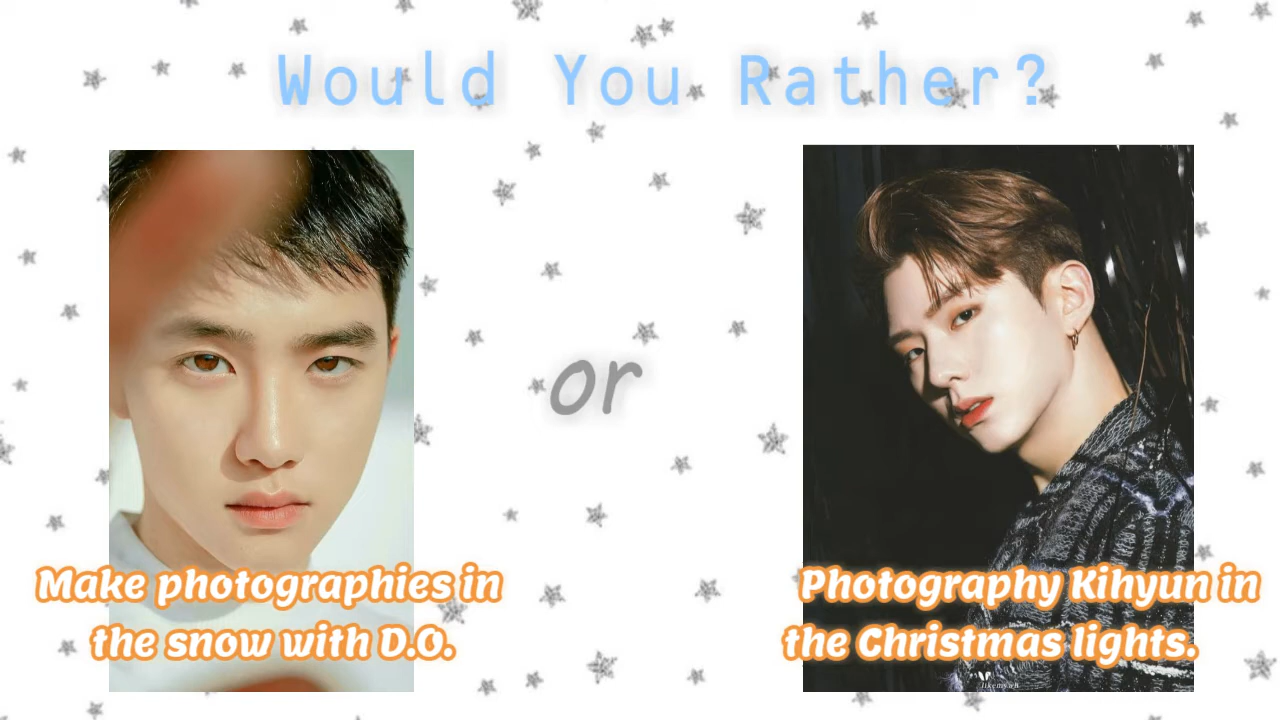 Would You Rather?
or
Make photographies in
the snow with D.O.
Photography Kihyun in
the Christmas lights.